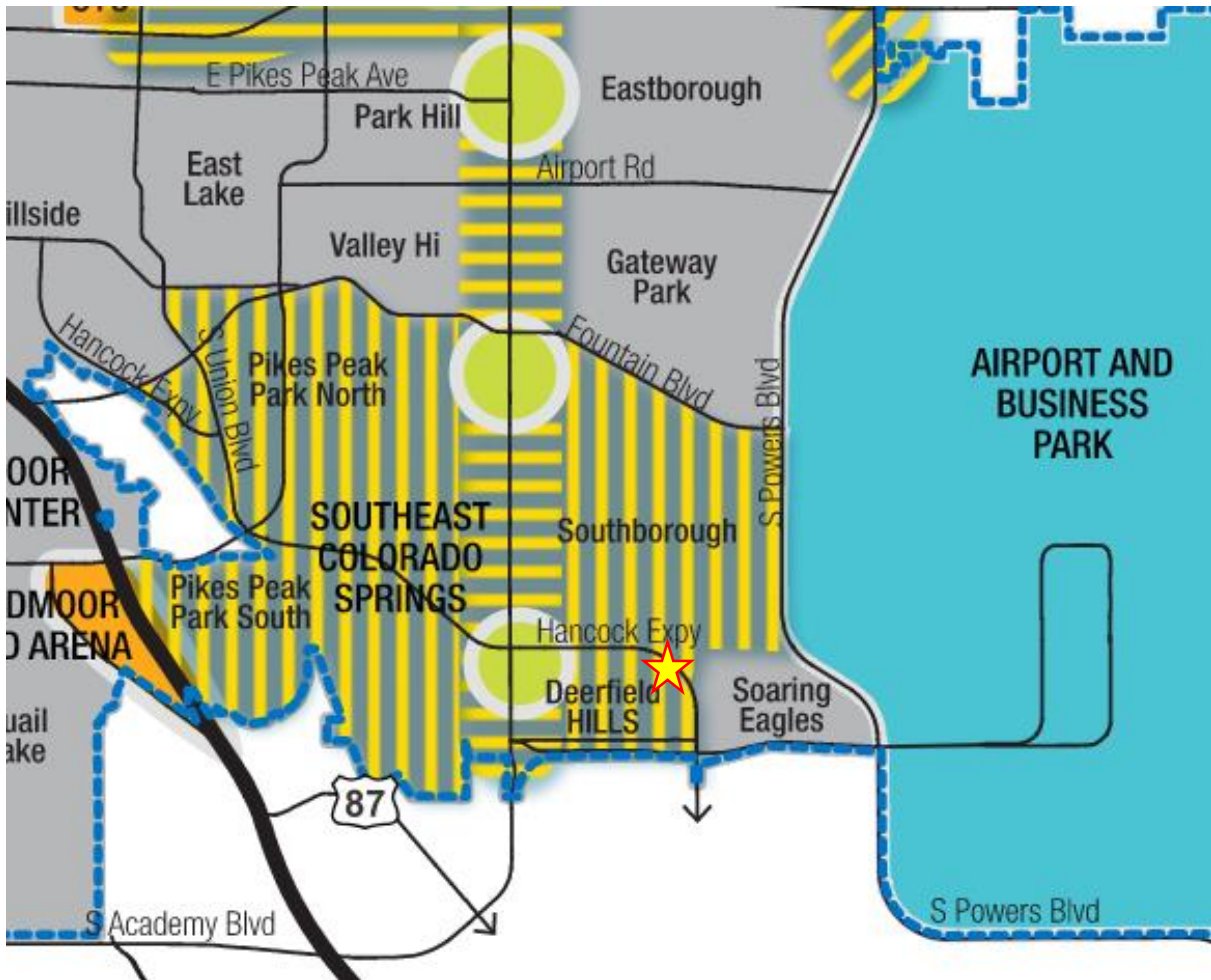 E Pikes Peak Ave
Park Hill
Eastborough
East
Lake
Airport Rd
illside
Valley Hi
Gateway
Park
Hancock Expy
S Union Blvd
Pikes Peak
Park North
Fountain Blvd
S Powers Blvd
AIRPORT AND
BUSINESS
PARK
OOR
NTER
SOUTHEAST
COLORADO
SPRINGS
Southborough
Pikes Peak
Park South
DMOOR
D ARENA
Hancock Expy
Deerfield
HILLS
Soaring
Eagles
uail
ake
87
S Academy Blvd
S Powers Blvd